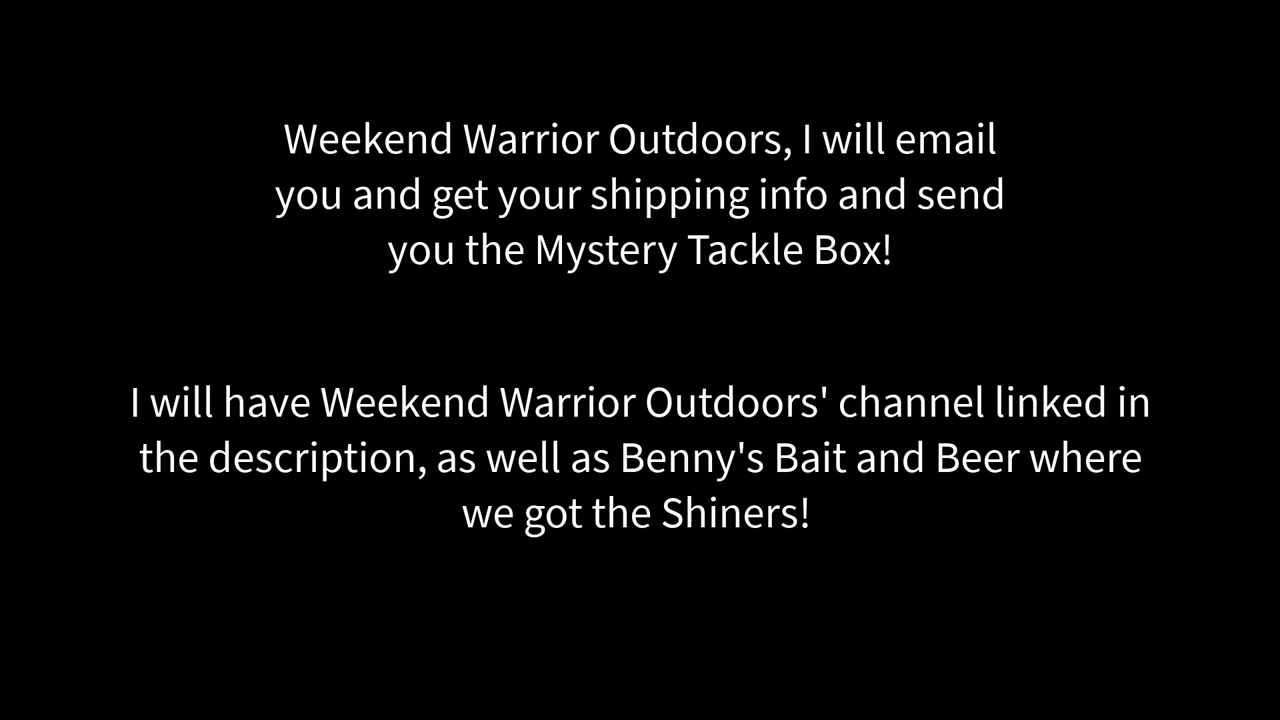 Weekend Warrior Outdoors, I will email
you and get your shipping info and send
you the Mystery Tackle Box!
I will have Weekend Warrior Outdoors' channel linked in
the description, as well as Benny's Bait and Beer where
we got the Shiners!